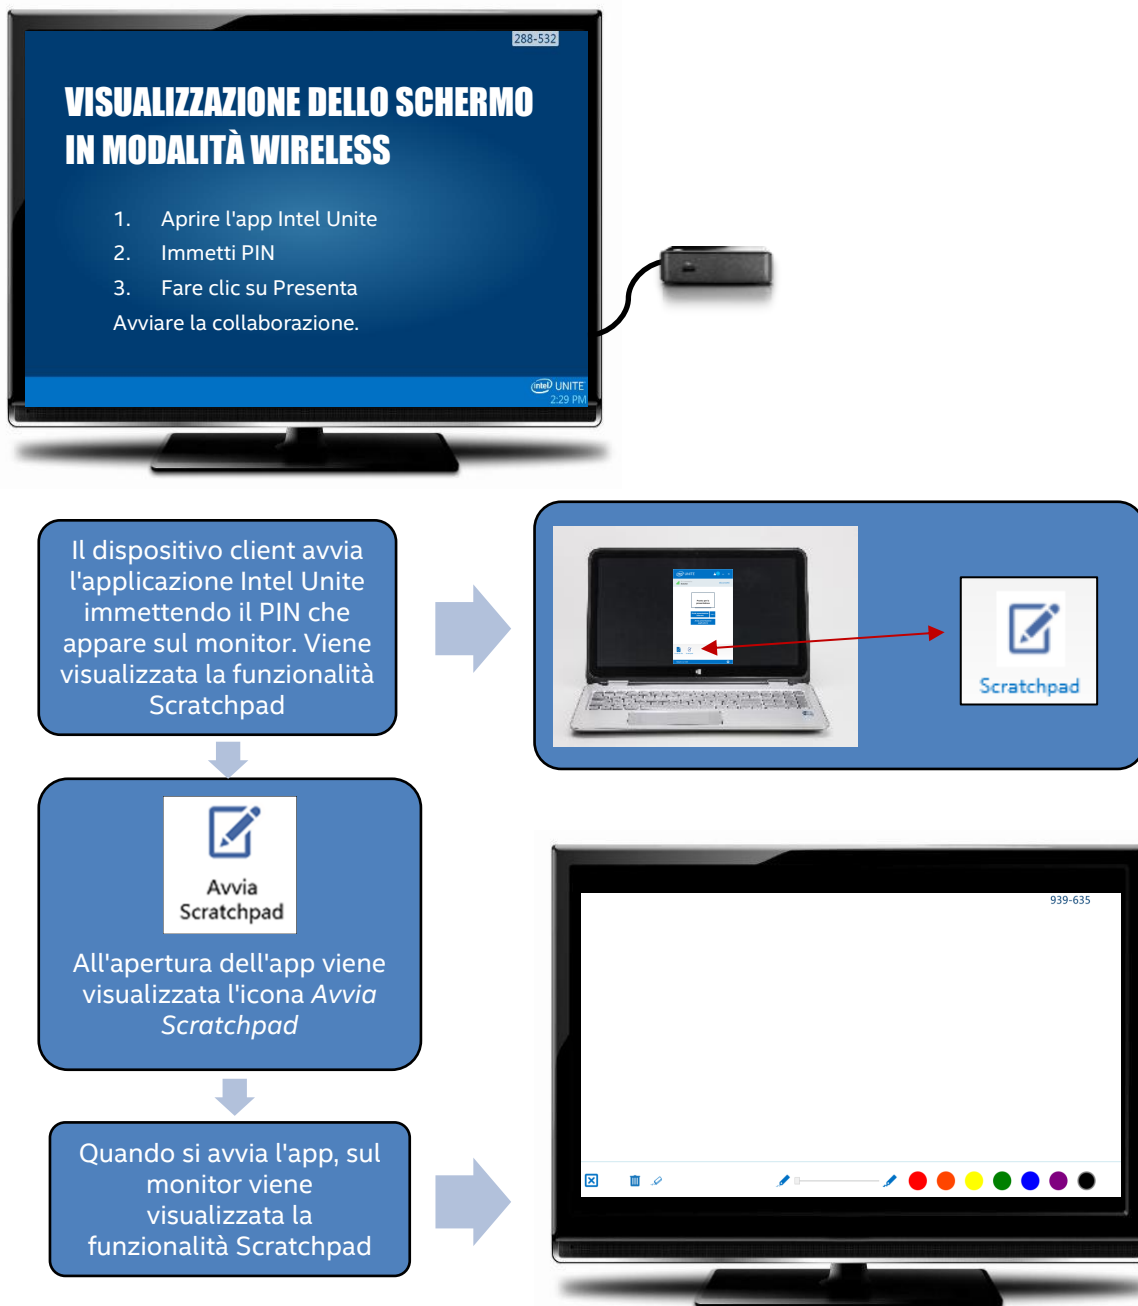 288-532
VISUALIZZAZIONE DELLO SCHERMO
IN MODALITÀ WIRELESS
1. Aprire l'app Intel Unite
2. Immetti PIN
3. Fare clic su Presenta
Avviare la collaborazione.
intel UNITE
2:29 PM
Il dispositivo client avvia
l'applicazione Intel Unite
immettendo il PIN che
appare sul monitor. Viene
visualizzata la funzionalità
Scratchpad
Scratchpad
Avvia
Scratchpad
All'apertura dell'app viene
visualizzata l'icona Avvia
Scratchpad
939-635
Quando si avvia l'app, sul
monitor viene
visualizzata la
funzionalità Scratchpad